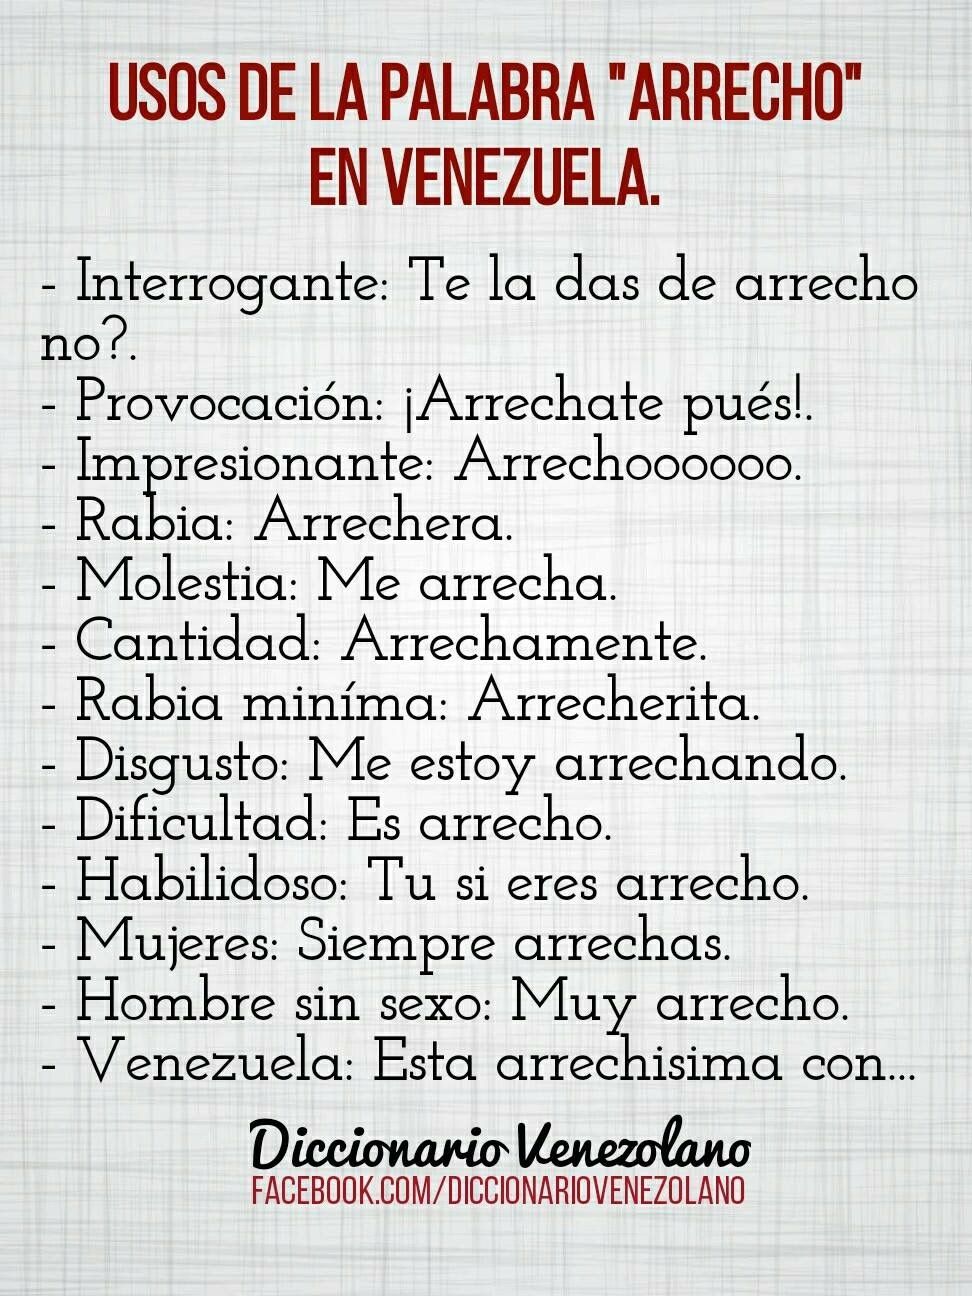 USOS DE LA PALABRA "ARRECHO"
EN VENEZUELA.
- Interrogante: Te la das de arrecho
no?.
- Provocación: ¡Arrechate pués!.
- Impresionante: Arrechoooooo.
- Rabia: Arrechera.
- Molestia: Me arrecha.
- Cantidad: Arrechamente.
- Rabia miníma: Arrecherita.
- Disgusto: Me estoy arrechando.
- Dificultad: Es arrecho.
- Habilidoso: Tu si eres arrecho.
- Mujeres: Siempre arrechas.
- Hombre sin sexo: Muy arrecho.
- Venezuela: Esta arrechisima con...
Diccionario Venezolano
FACEBOOK.COM/DICCIONARIOVENEZOLANO